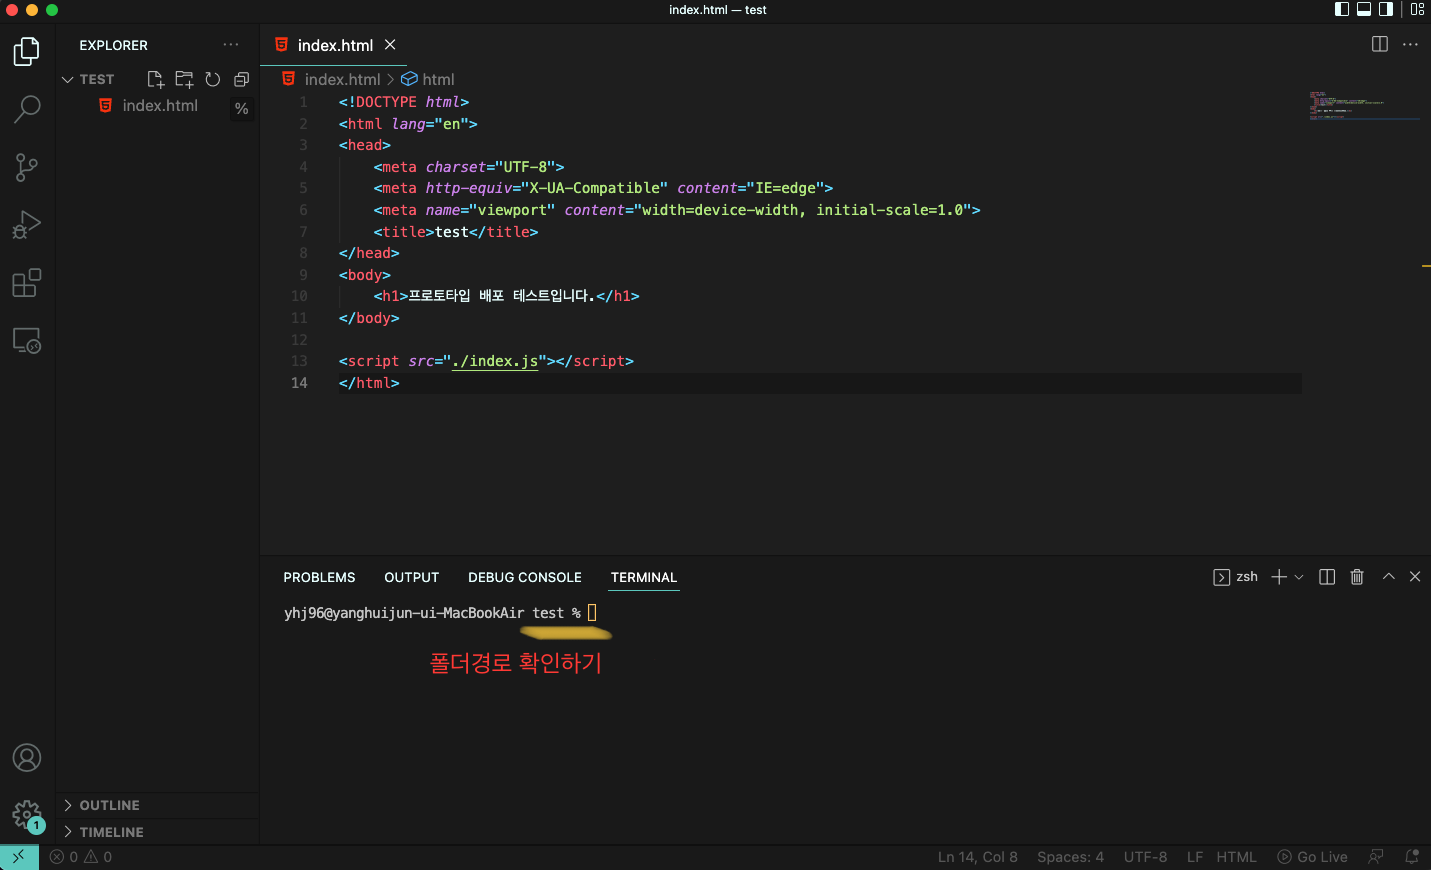 index.html — test
EXPLORER
TEST
index.html
%
index.html
index.html > html
1 <!DOCTYPE html>
2 <html lang="en">
3 <head>
4 <meta charset="UTF-8">
5 <meta http-equiv="X-UA-Compatible" content="IE=edge">
6 <meta name="viewport" content="width=device-width, initial-scale=1.0">
7 <title>test</title>
8 </head>
9 <body>
10 <h1>프로토타입 배포 테스트입니다.</h1>
11 </body>
12
13 <script src="./index.js"></script>
14 </html>
PROBLEMS OUTPUT DEBUG CONSOLE TERMINAL
zsh
yhj96@yanghuijun-ui-MacBookAir test %
폴더경로 확인하기
OUTLINE
TIMELINE
1
0 0
Ln 14, Col 8 Spaces: 4 UTF-8 LF HTML Go Live